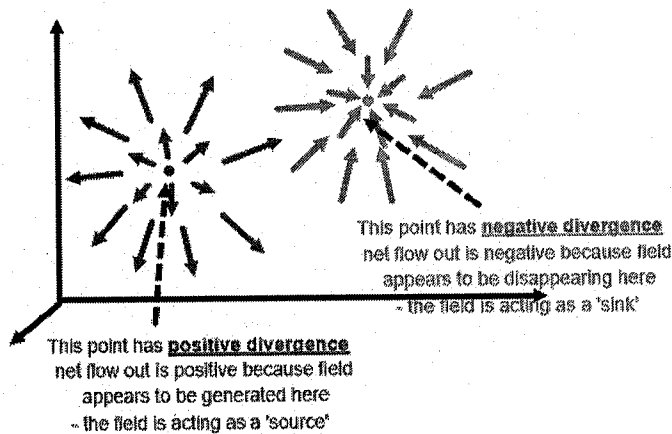 This point has negative divergence
net flow out is negative because field
appears to be disappearing here
- the field is acting as a 'sink'
This point has positive divergence
net flow out is positive because field
appears to be generated here
- the field is acting as a 'source'